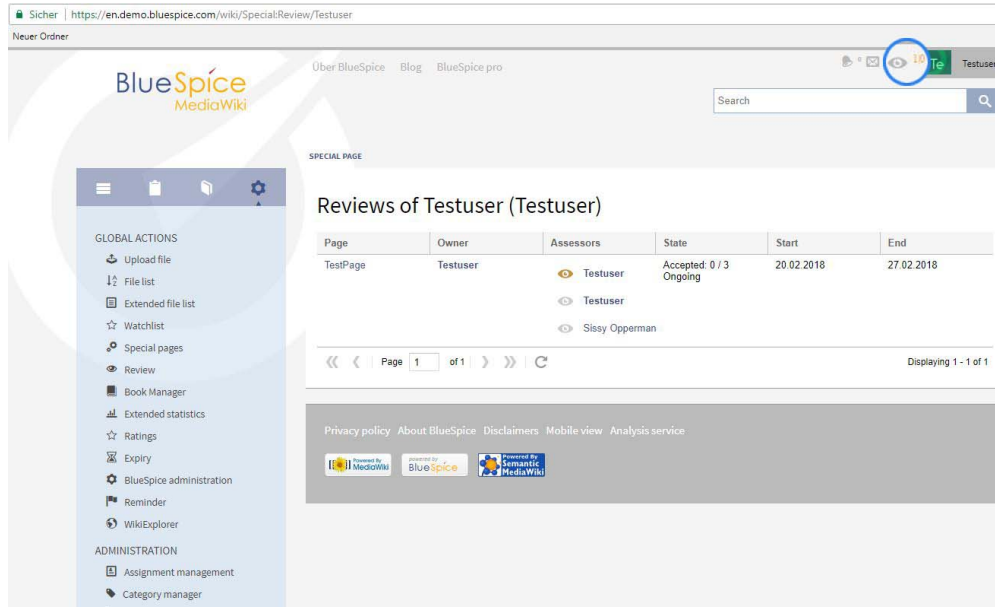 Sicher | https://en.demo.bluespice.com/wiki/Special:Review/Testuser
Neuer Ordner
BlueSpice
MediaWiki
Über BlueSpice Blog BlueSpice pro
Te Testuser
Search
SPECIAL PAGE
Reviews of Testuser (Testuser)
Page Owner Assessors State Start End
TestPage Testuser Testuser Accepted: 0 / 3 20.02.2018 27.02.2018
Ongoing
Testuser
Sissy Opperman
Page 1 of 1 Displaying 1 - 1 of 1
GLOBAL ACTIONS
Upload file
File list
Extended file list
Watchlist
Special pages
Review
Book Manager
Extended statistics
Ratings
Expiry
BlueSpice administration
Reminder
WikiExplorer
ADMINISTRATION
Assignment management
Category manager
Privacy policy About BlueSpice Disclaimers Mobile view Analysis service
Powered By
MediaWiki
powered by
BlueSpice
Powered By
Semantic
MediaWiki